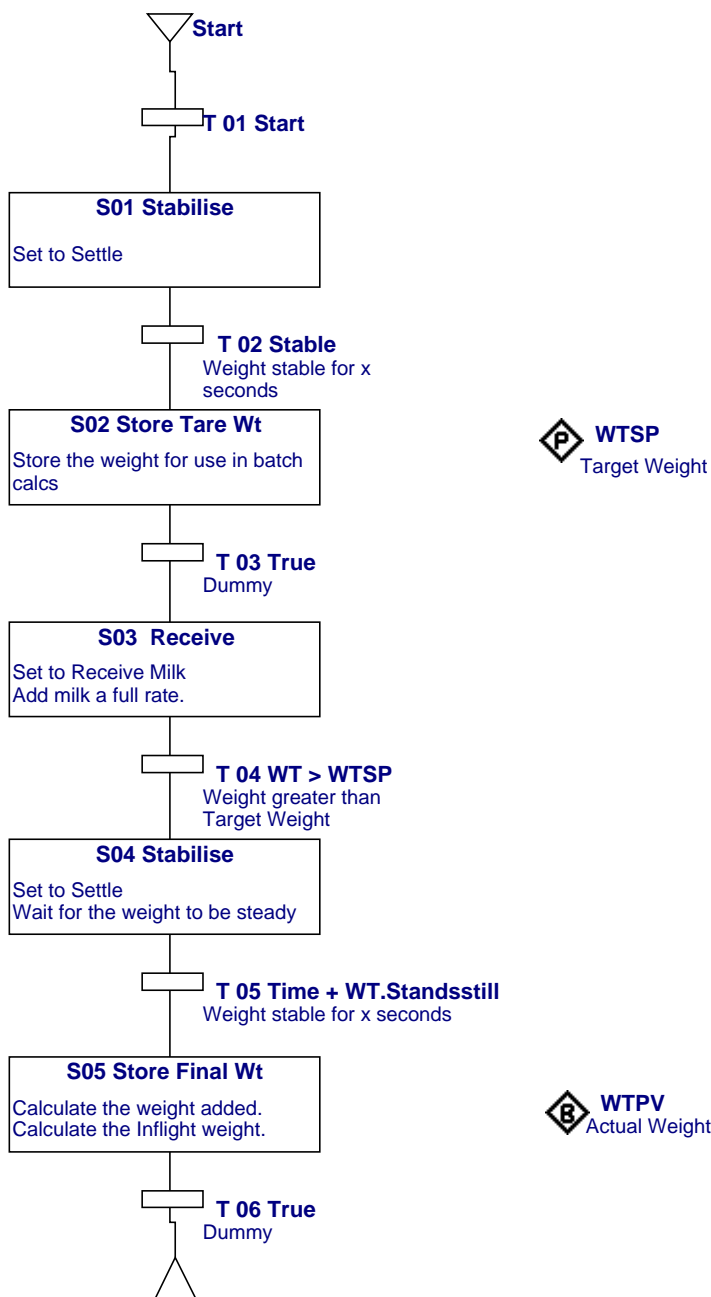 Start
T 01 Start
S01 Stabilise
Set to Settle
T 02 Stable
Weight stable for x
seconds
S02 Store Tare Wt
Store the weight for use in batch
calcs
P
WTSP
Target Weight
T 03 True
Dummy
S03 Receive
Set to Receive Milk
Add milk a full rate.
T 04 WT > WTSP
Weight greater than
Target Weight
S04 Stabilise
Set to Settle
Wait for the weight to be steady
T 05 Time + WT.Standsstill
Weight stable for x seconds
S05 Store Final Wt
Calculate the weight added.
Calculate the Inflight weight.
B
WTPV
Actual Weight
T 06 True
Dummy